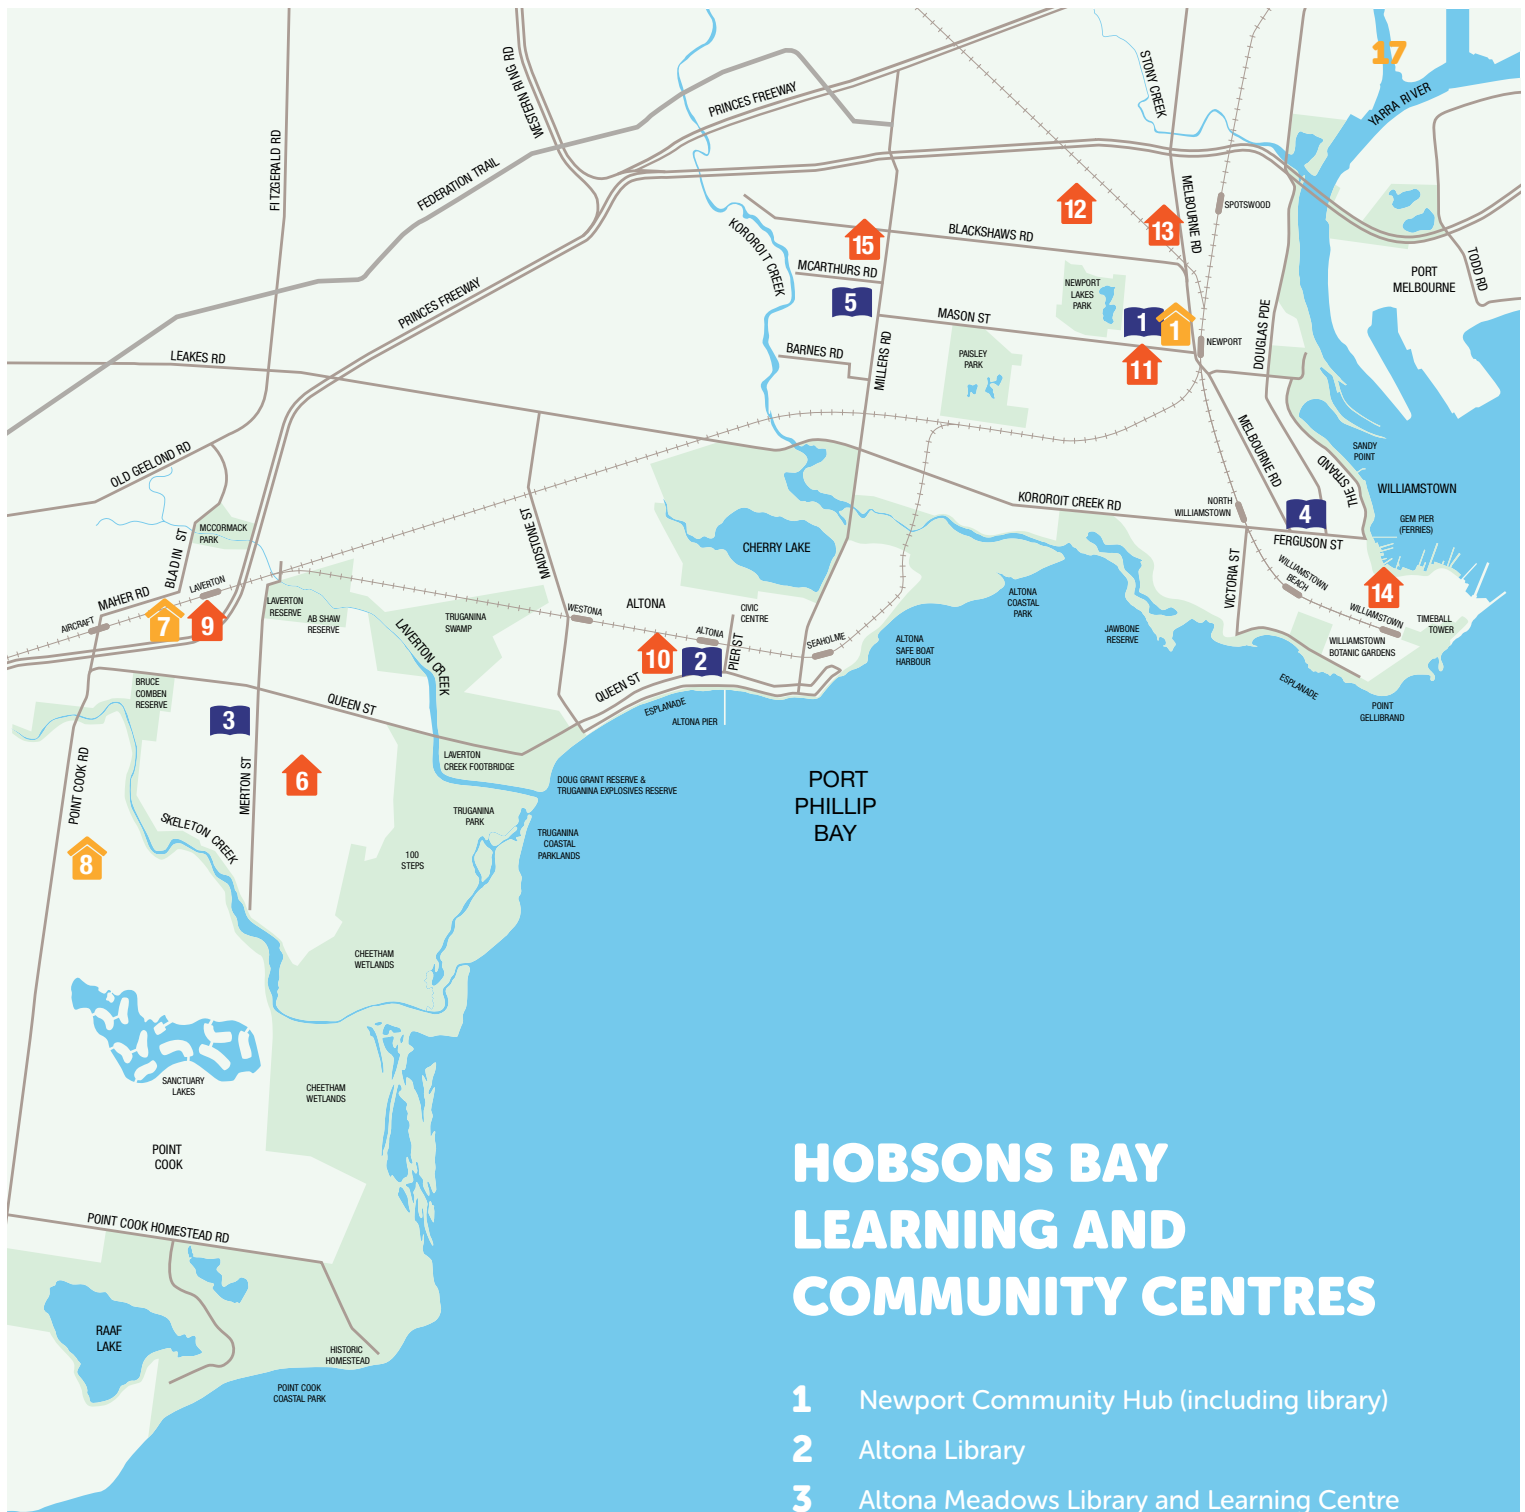 17
YARRA RIVER
STONY CREEK
WESTERN RING RD
PRINCES FREEWAY
FITZGERALD RD
FEDERATION TRAIL
MELBOURNE RD
SPOTSWOOD
12
13
15
BLACKSHAWS RD
KOROROIT CREEK
MCARTHURS RD
5
TODD RD
PORT
MELBOURNE
NEWPORT
LAKES
PARK
PRINCES FREEWAY
MASON ST
1
1
NEWPORT
DOUGLAS PDE
LEAKES RD
BARNES RD
MILLERS RD
PAISLEY
PARK
11
OLD GEELOND RD
MELBOURNE RD
THE STRAND
SANDY
POINT
WILLIAMSTOWN
KOROROIT CREEK RD
NORTH
WILLIAMSTOWN
4
GEM PIER
(FERRIES)
FERGUSON ST
MCCORMACK
PARK
BLADIN ST
MAIDSTONE ST
CHERRY LAKE
VICTORIA ST
WILLIAMSTOWN
BEACH
14
MAHER RD
LAVERTON
AIRCRAFT
7
9
LAVERTON
RESERVE
AB SHAW
RESERVE
TRUGANINA
SWAMP
LAVERTON CREEK
WESTONA
ALTONA
CIVIC
CENTRE
ALTONA
PIER ST
SEAHOLME
10
2
ALTONA
COASTAL
PARK
ALTONA
SAFE BOAT
HARBOUR
JAWBONE
RESERVE
WILLIAMSTOWN
TIMEBALL
TOWER
WILLIAMSTOWN
BOTANIC GARDENS
ESPLANADE
POINT
GELLIBRAND
BRUCE
COMBEN
RESERVE
QUEEN ST
QUEEN ST
ESPLANADE
ALTONA PIER
3
POINT COOK RD
MERTON ST
6
LAVERTON
CREEK FOOTBRIDGE
DOUG GRANT RESERVE &
TRUGANINA EXPLOSIVES RESERVE
PORT
PHILLIP
BAY
TRUGANINA
PARK
SKELETON CREEK
8
100
STEPS
TRUGANINA
COASTAL
PARKLANDS
CHEETHAM
WETLANDS
SANCTUARY
LAKES
CHEETHAM
WETLANDS
POINT
COOK
POINT COOK HOMESTEAD RD
RAAF
LAKE
HISTORIC
HOMESTEAD
POINT COOK
COASTAL PARK
HOBSONS BAY
LEARNING AND
COMMUNITY CENTRES
1 Newport Community Hub (including library)
2 Altona Library
3 Altona Meadows Library and Learning Centre